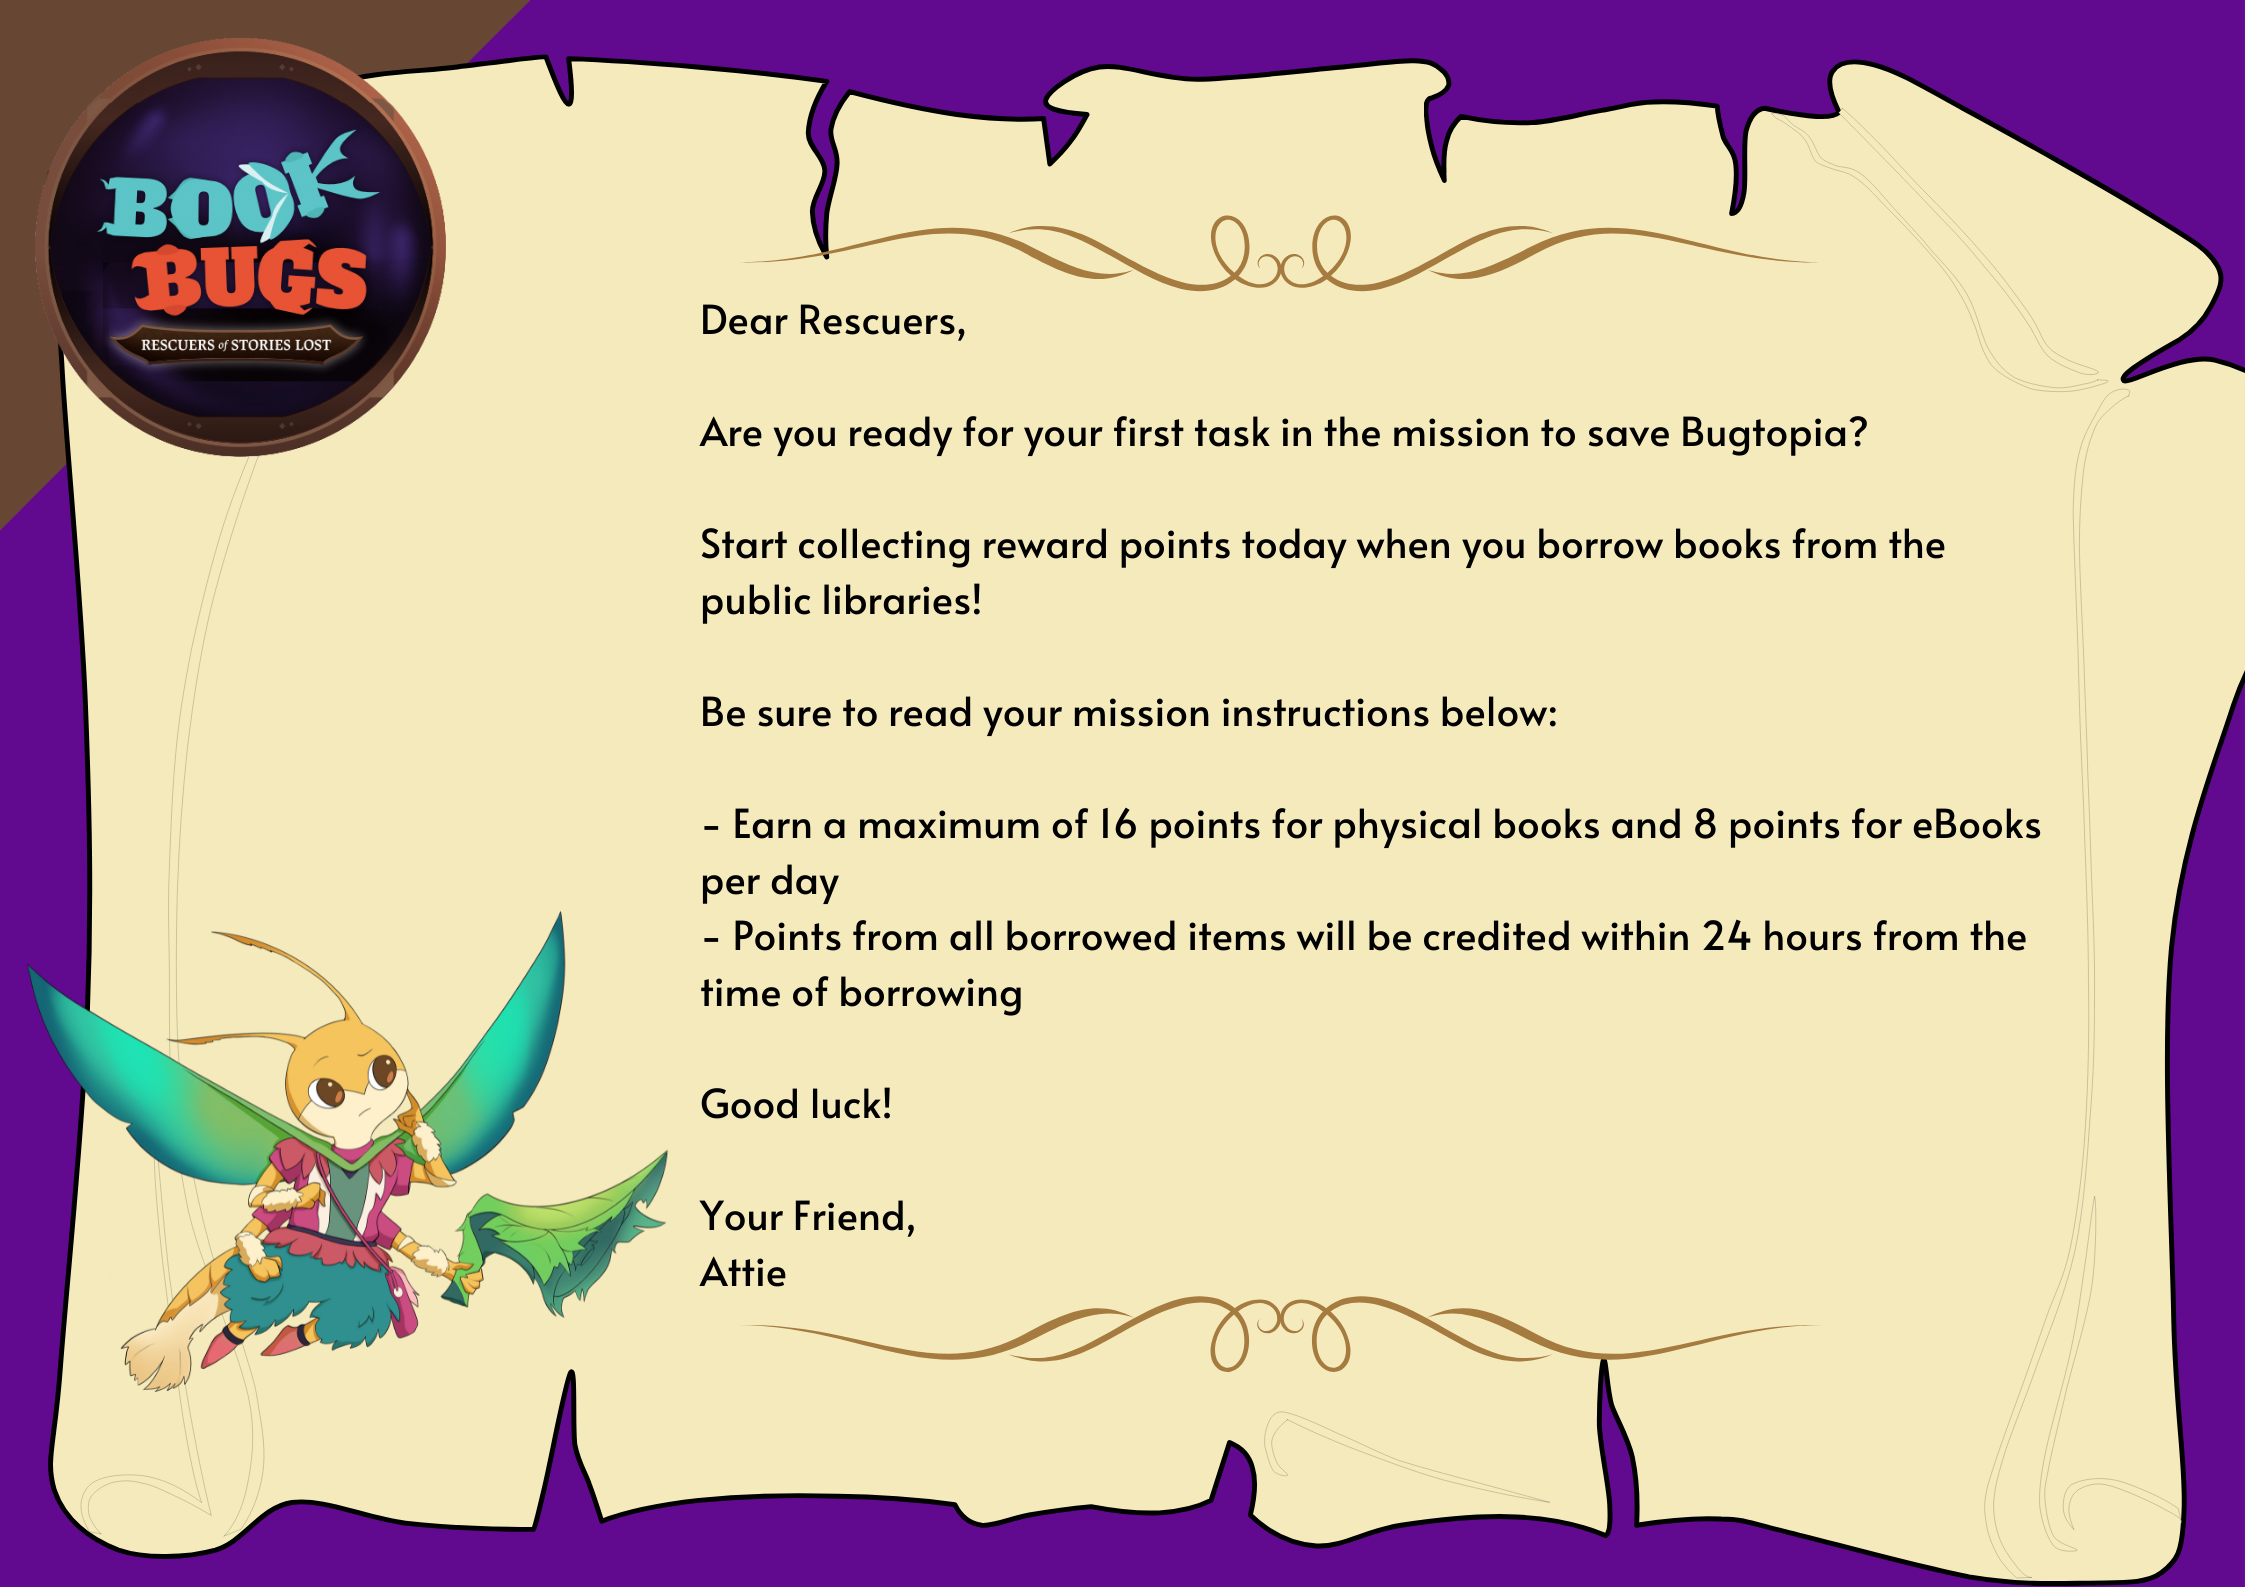 BOOK
BUGS
RESCUERS of STORIES LOST
Dear Rescuers,
Are you ready for your first task in the mission to save Bugtopia?
Start collecting reward points today when you borrow books from the
public libraries!
Be sure to read your mission instructions below:
- Earn a maximum of 16 points for physical books and 8 points for eBooks
per day
- Points from all borrowed items will be credited within 24 hours from the
time of borrowing
Good luck!
Your Friend,
Attie